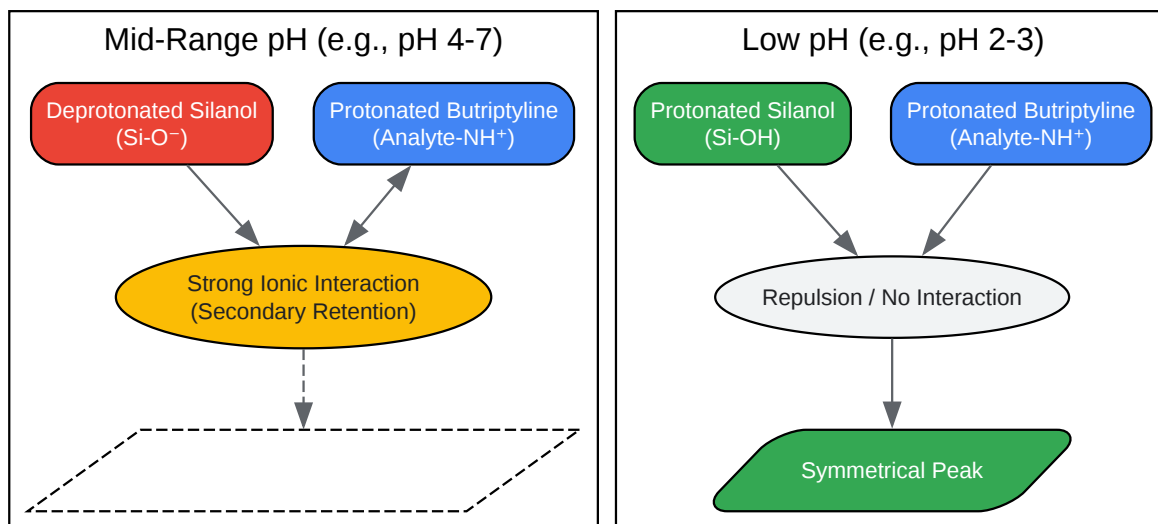 Mid-Range pH (e.g., pH 4-7)
Deprotonated Silanol
(Si-O⁻)
Protonated Butriptyline
(Analyte-NH⁺)
Strong Ionic Interaction
(Secondary Retention)
Low pH (e.g., pH 2-3)
Protonated Silanol
(Si-OH)
Protonated Butriptyline
(Analyte-NH⁺)
Repulsion / No Interaction
Symmetrical Peak